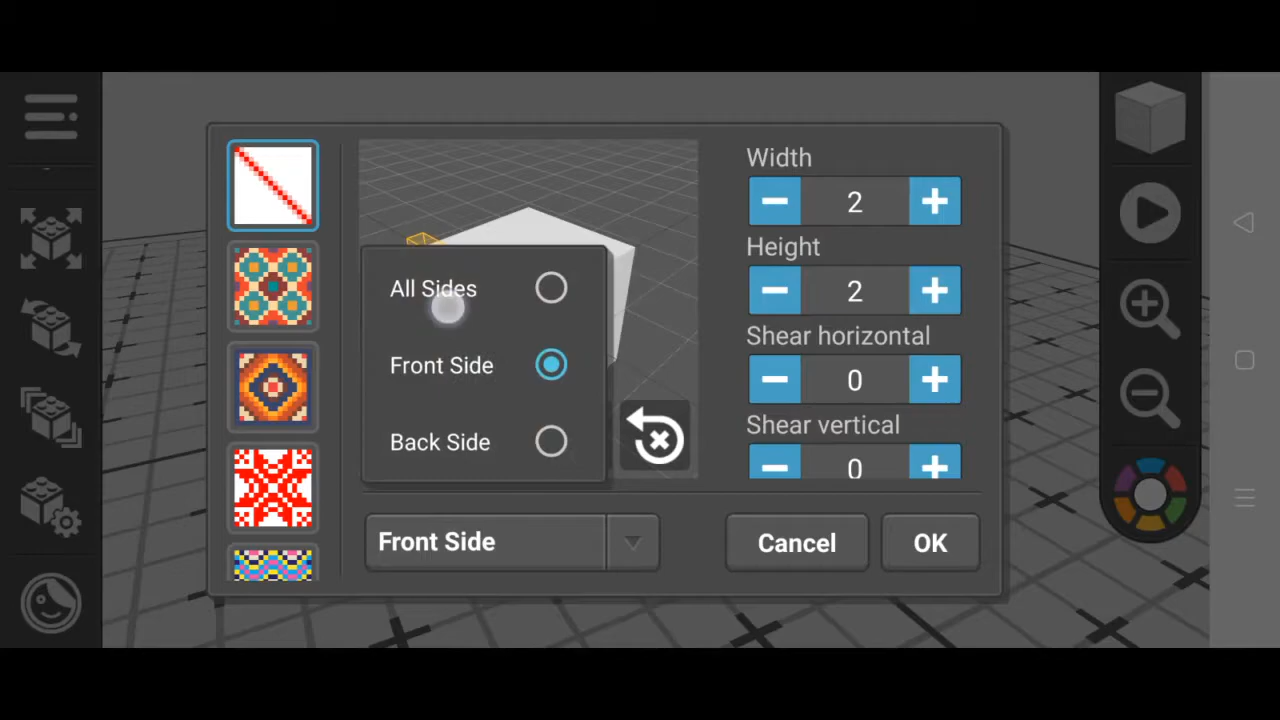 Width
2
Height
2
Shear horizontal
0
Shear vertical
0
All Sides
Front Side
Back Side
Front Side
Cancel
OK